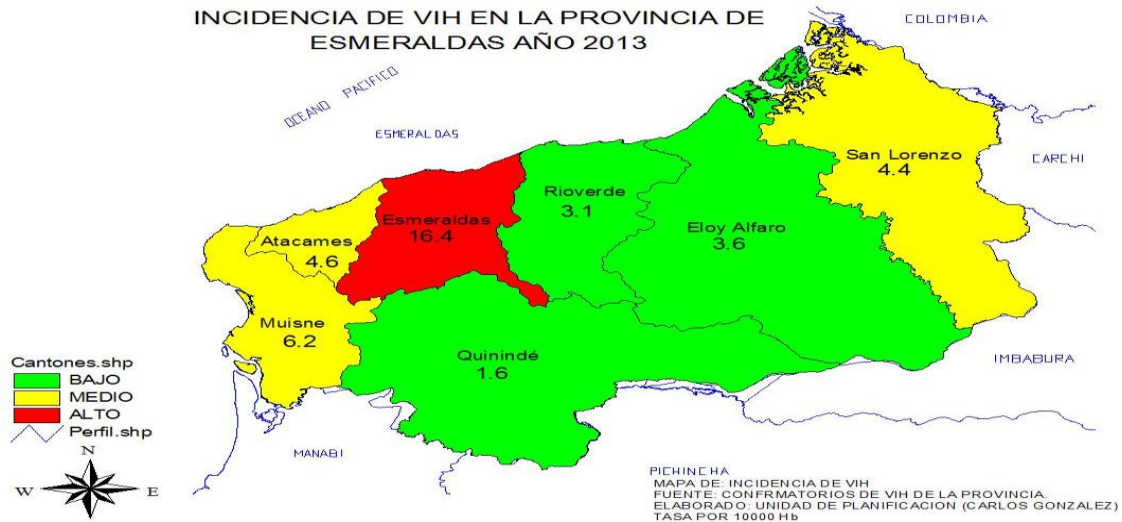 INCIDENCIA DE VIH EN LA PROVINCIA DE
ESMERALDAS AÑO 2013
COLOMBIA
OCEANO PACIFICO
ESMERALDAS
CARCHI
San Lorenzo
4.4
Rioverde
3.1
Esmeraldas
16.4
Eloy Alfaro
3.6
Atacames
4.6
Muisne
6.2
Quinindé
1.6
IMBABURA
Cantones.shp
BAJO
MEDIO
ALTO
Perfil.shp
N
W
E
S
MANABI
PICHINCHA
MAPA DE: INCIDENCIA DE VIH
FUENTE: CONFRMATORIOS DE VIH DE LA PROVINCIA.
ELABORADO: UNIDAD DE PLANIFICACION (CARLOS GONZALEZ)
TASA POR 10000 Hb